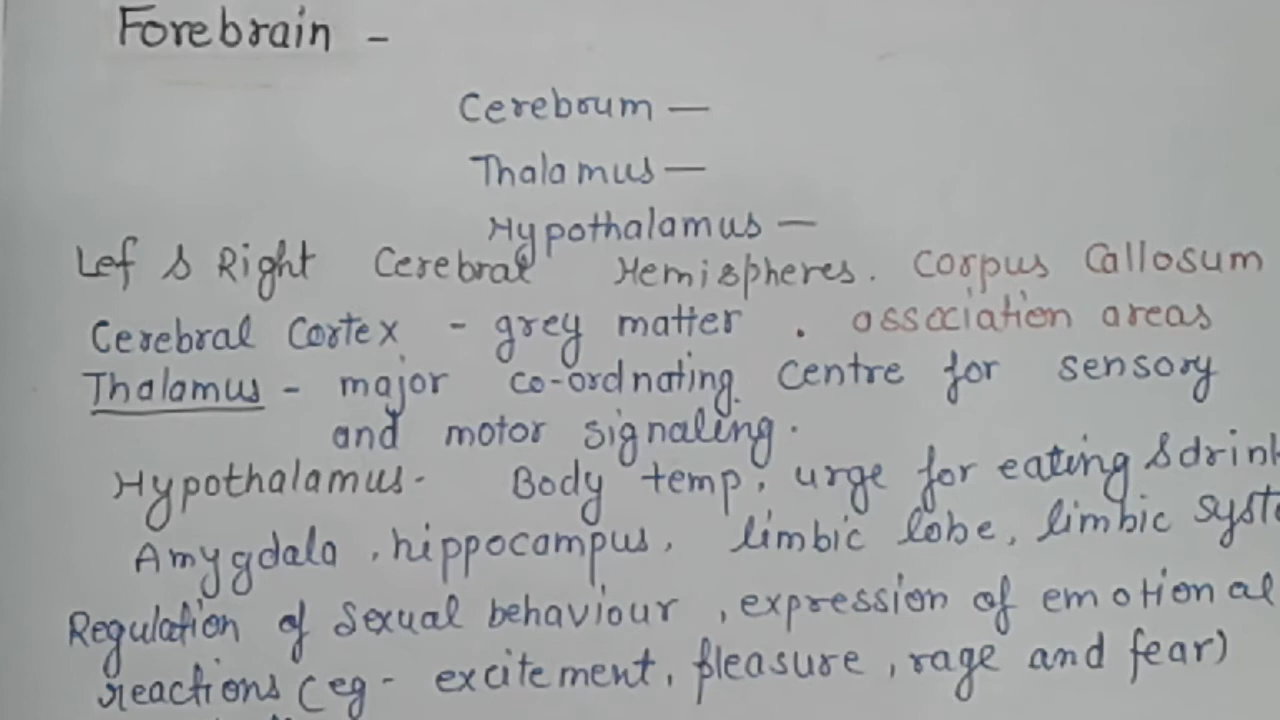 Forebrain -
Cerebrum —
Thalamus —
Hypothalamus —
Lef & Right Cerebral Hemispheres. Corpus Callosum
Cerebral Cortex - grey matter . association areas
Thalamus - major co-ordnating centre for sensory
and motor signaling.
Hypothalamus- Body temp, urge for eating & drink
Amygdala, hippocampus, limbic lobe, limbic syste
Regulation of Sexual behaviour, expression of emotional
reactions (eg - excitement, pleasure, rage and fear)